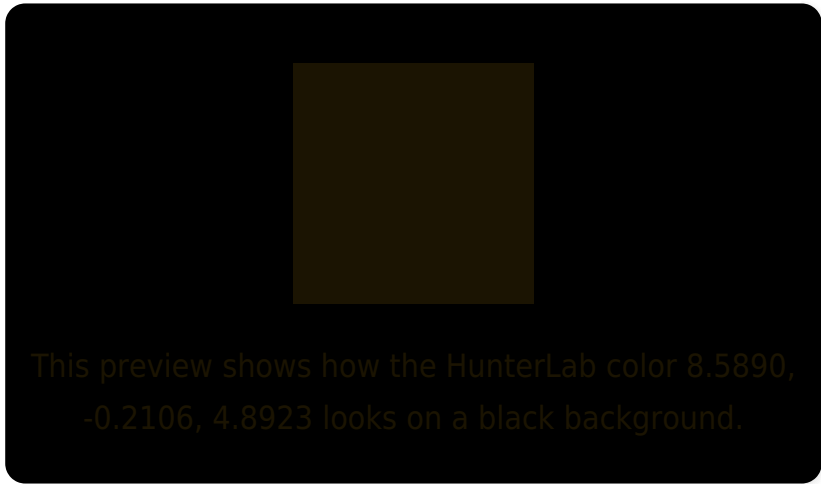 This preview shows how the HunterLab color 8.5890,
-0.2106, 4.8923 looks on a black background.